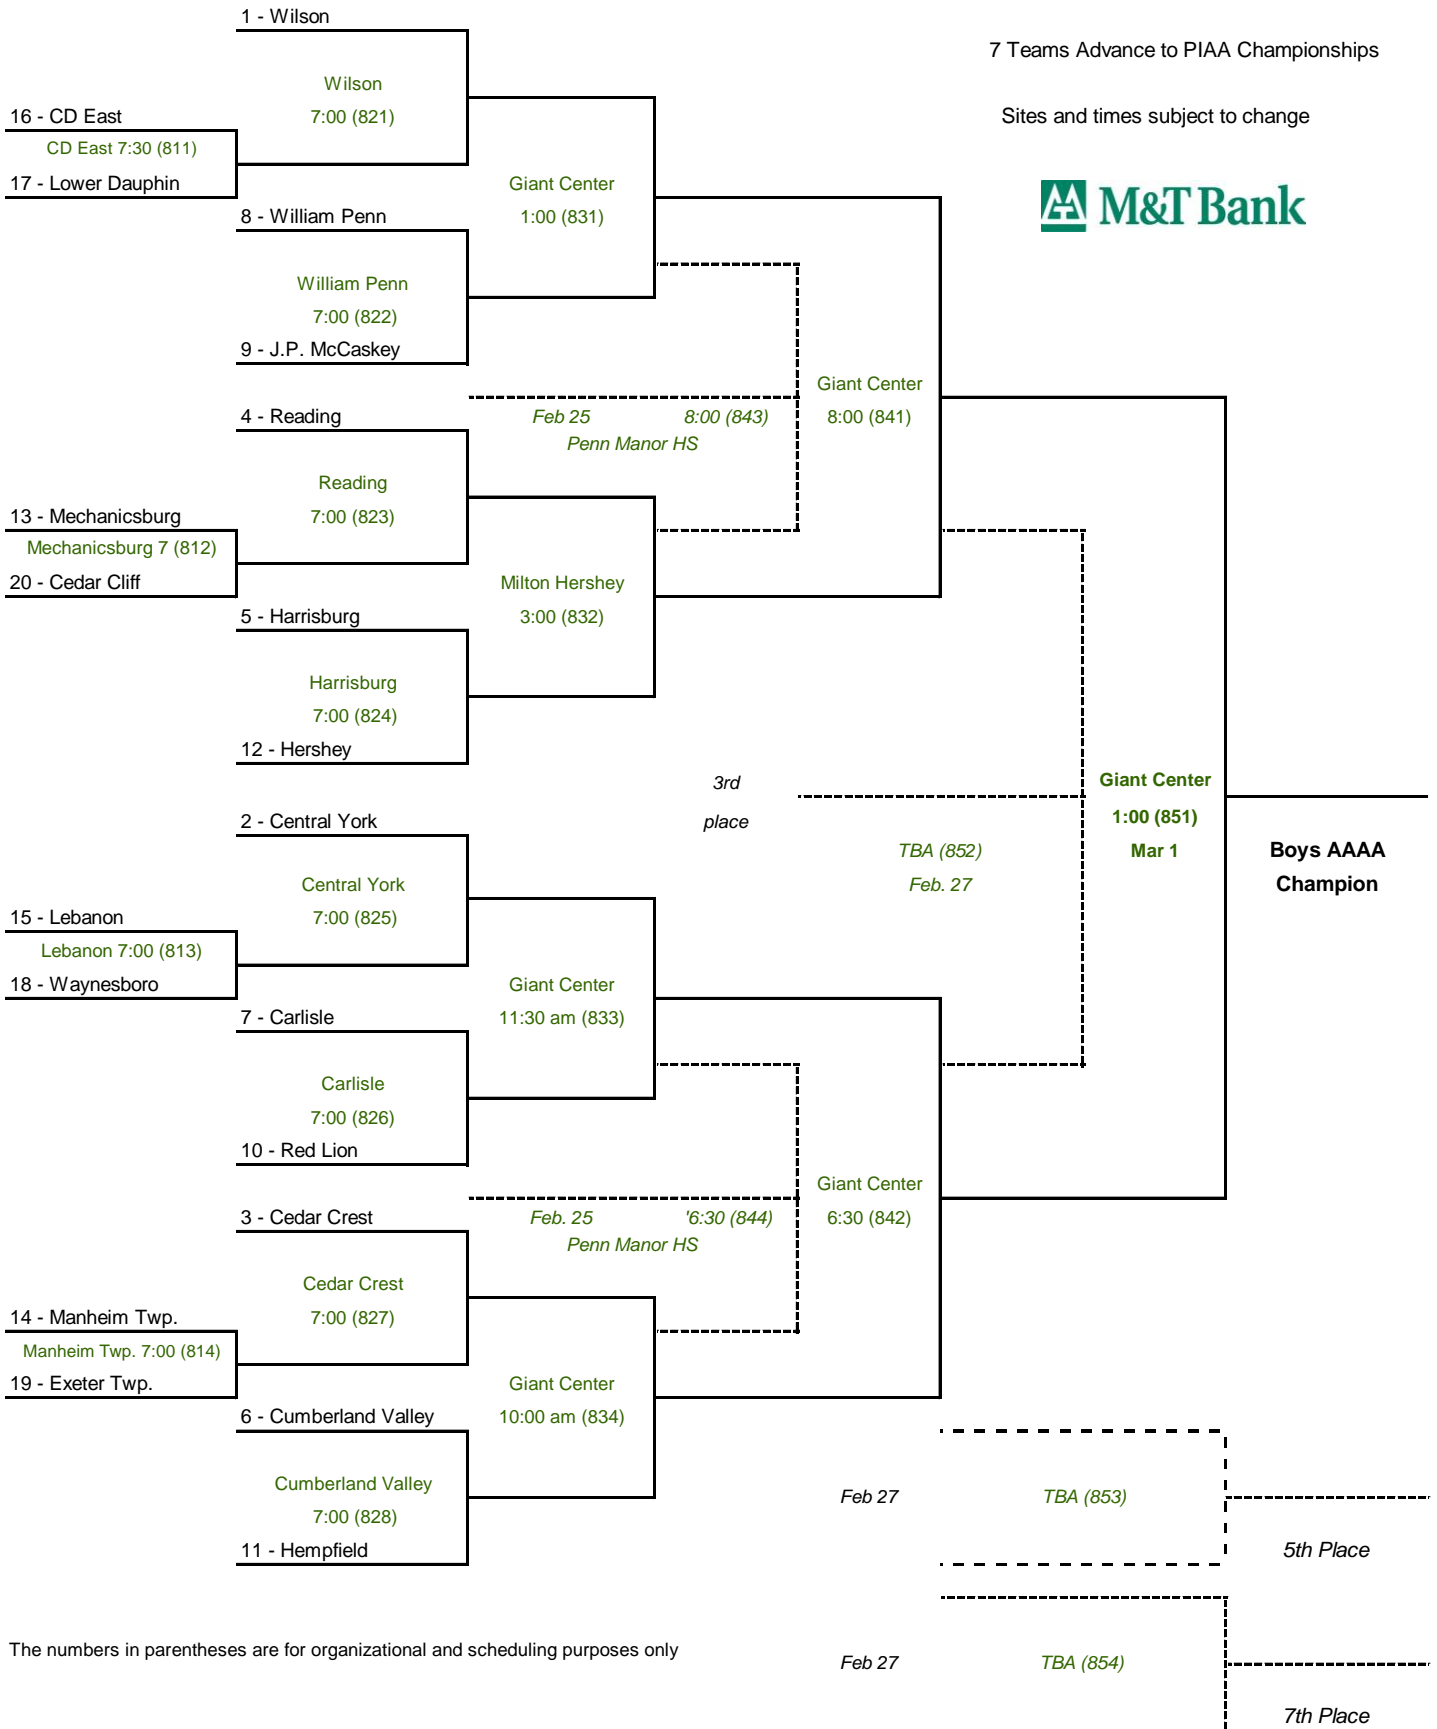 1 - Wilson
7 Teams Advance to PIAA Championships
Wilson
16 - CD East
7:00 (821)
Sites and times subject to change
CD East 7:30 (811)
17 - Lower Dauphin
Giant Center
M&T Bank
8 - William Penn
1:00 (831)
William Penn
7:00 (822)
9 - J.P. McCaskey
Giant Center
4 - Reading
Feb 25 8:00 (843)
8:00 (841)
Penn Manor HS
Reading
13 - Mechanicsburg
7:00 (823)
Mechanicsburg 7 (812)
20 - Cedar Cliff
Milton Hershey
5 - Harrisburg
3:00 (832)
Harrisburg
7:00 (824)
12 - Hershey
3rd
Giant Center
2 - Central York
place
1:00 (851)
TBA (852)
Mar 1
Boys AAAA
Central York
Feb. 27
Champion
15 - Lebanon
7:00 (825)
Lebanon 7:00 (813)
18 - Waynesboro
Giant Center
7 - Carlisle
11:30 am (833)
Carlisle
7:00 (826)
10 - Red Lion
Giant Center
3 - Cedar Crest
Feb. 25 '6:30 (844)
6:30 (842)
Penn Manor HS
Cedar Crest
14 - Manheim Twp.
7:00 (827)
Manheim Twp. 7:00 (814)
19 - Exeter Twp.
Giant Center
6 - Cumberland Valley
10:00 am (834)
Cumberland Valley
Feb 27
TBA (853)
7:00 (828)
11 - Hempfield
5th Place
The numbers in parentheses are for organizational and scheduling purposes only
Feb 27
TBA (854)
7th Place